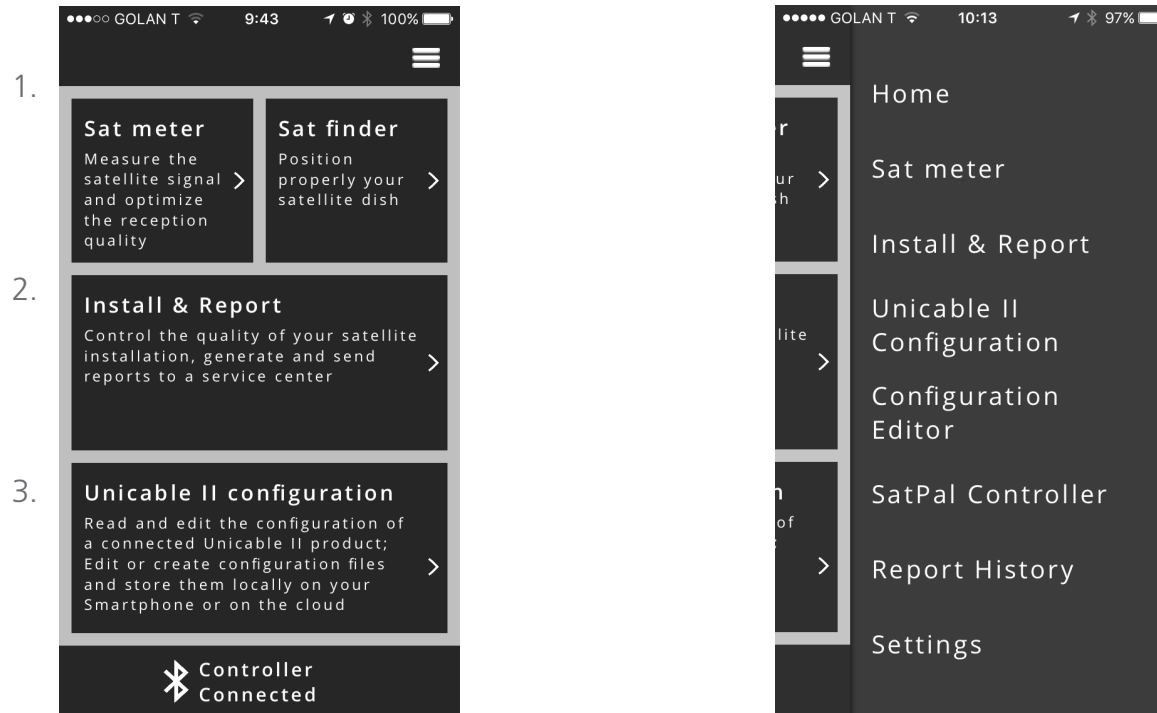 GOLAN T 9:43 100%
1.
Sat meter
Measure the
satellite signal
and optimize
the reception
quality
Sat finder
Position
properly your
satellite dish
2.
Install & Report
Control the quality of your satellite
installation, generate and send
reports to a service center
3.
Unicable II configuration
Read and edit the configuration of
a connected Unicable II product;
Edit or create configuration files
and store them locally on your
Smartphone or on the cloud
Controller
Connected
GOLAN T 10:13 97%
r
ur
lite
of
Home
Sat meter
Install & Report
Unicable II
Configuration
Configuration
Editor
SatPal Controller
Report History
Settings